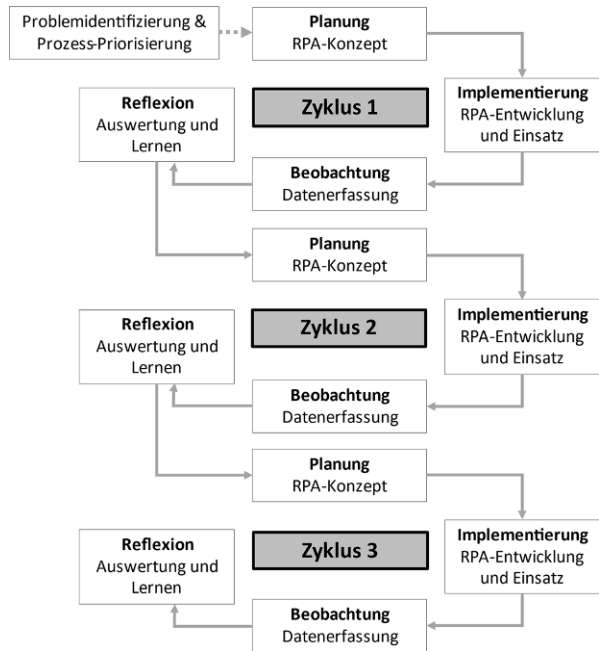 Problemidentifizierung &
Prozess-Priorisierung
Planung
RPA-Konzept
Implementierung
RPA-Entwicklung
und Einsatz
Zyklus 1
Reflexion
Auswertung und
Lernen
Beobachtung
Datenerfassung
Planung
RPA-Konzept
Implementierung
RPA-Entwicklung
und Einsatz
Zyklus 2
Reflexion
Auswertung und
Lernen
Beobachtung
Datenerfassung
Planung
RPA-Konzept
Implementierung
RPA-Entwicklung
und Einsatz
Zyklus 3
Reflexion
Auswertung und
Lernen
Beobachtung
Datenerfassung